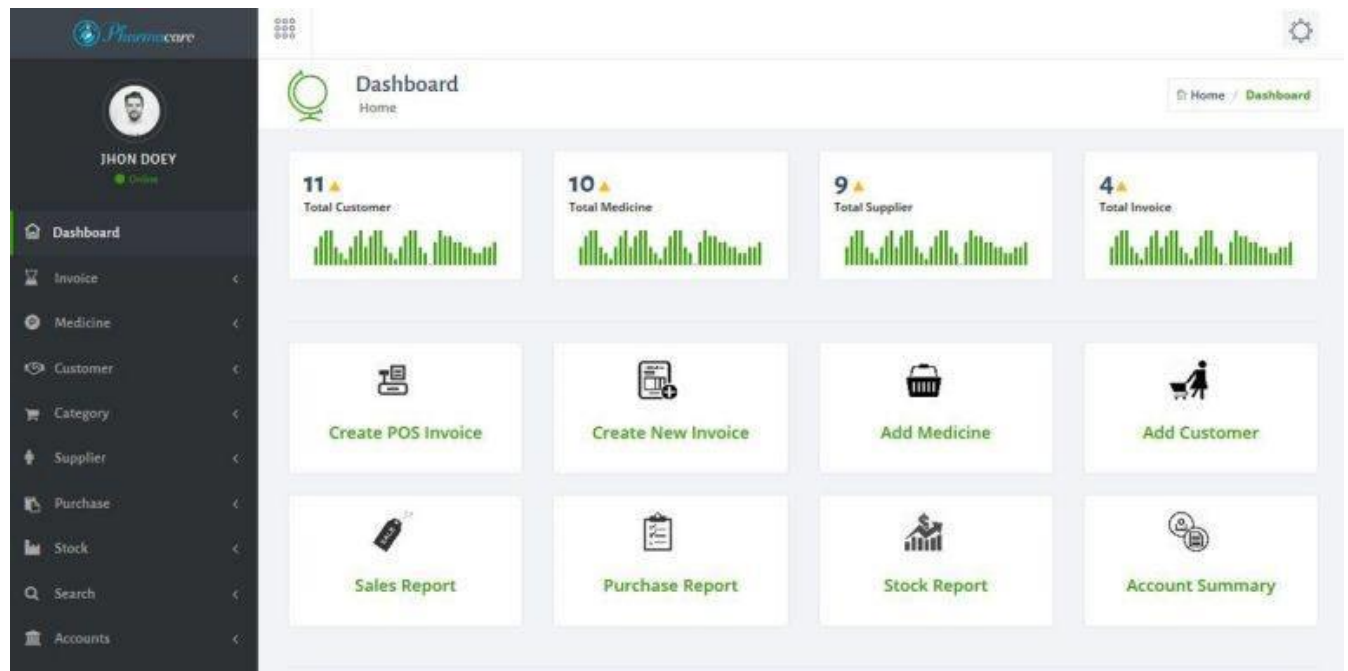 Pharmacare
JHON DOEY
Online
Dashboard
Invoice
Medicine
Customer
Category
Supplier
Purchase
Stock
Search
Accounts
Dashboard
Home
Home / Dashboard
11
Total Customer
10
Total Medicine
9
Total Supplier
4
Total Invoice
Create POS Invoice
Create New Invoice
Add Medicine
Add Customer
SALE
Sales Report
Purchase Report
Stock Report
Account Summary